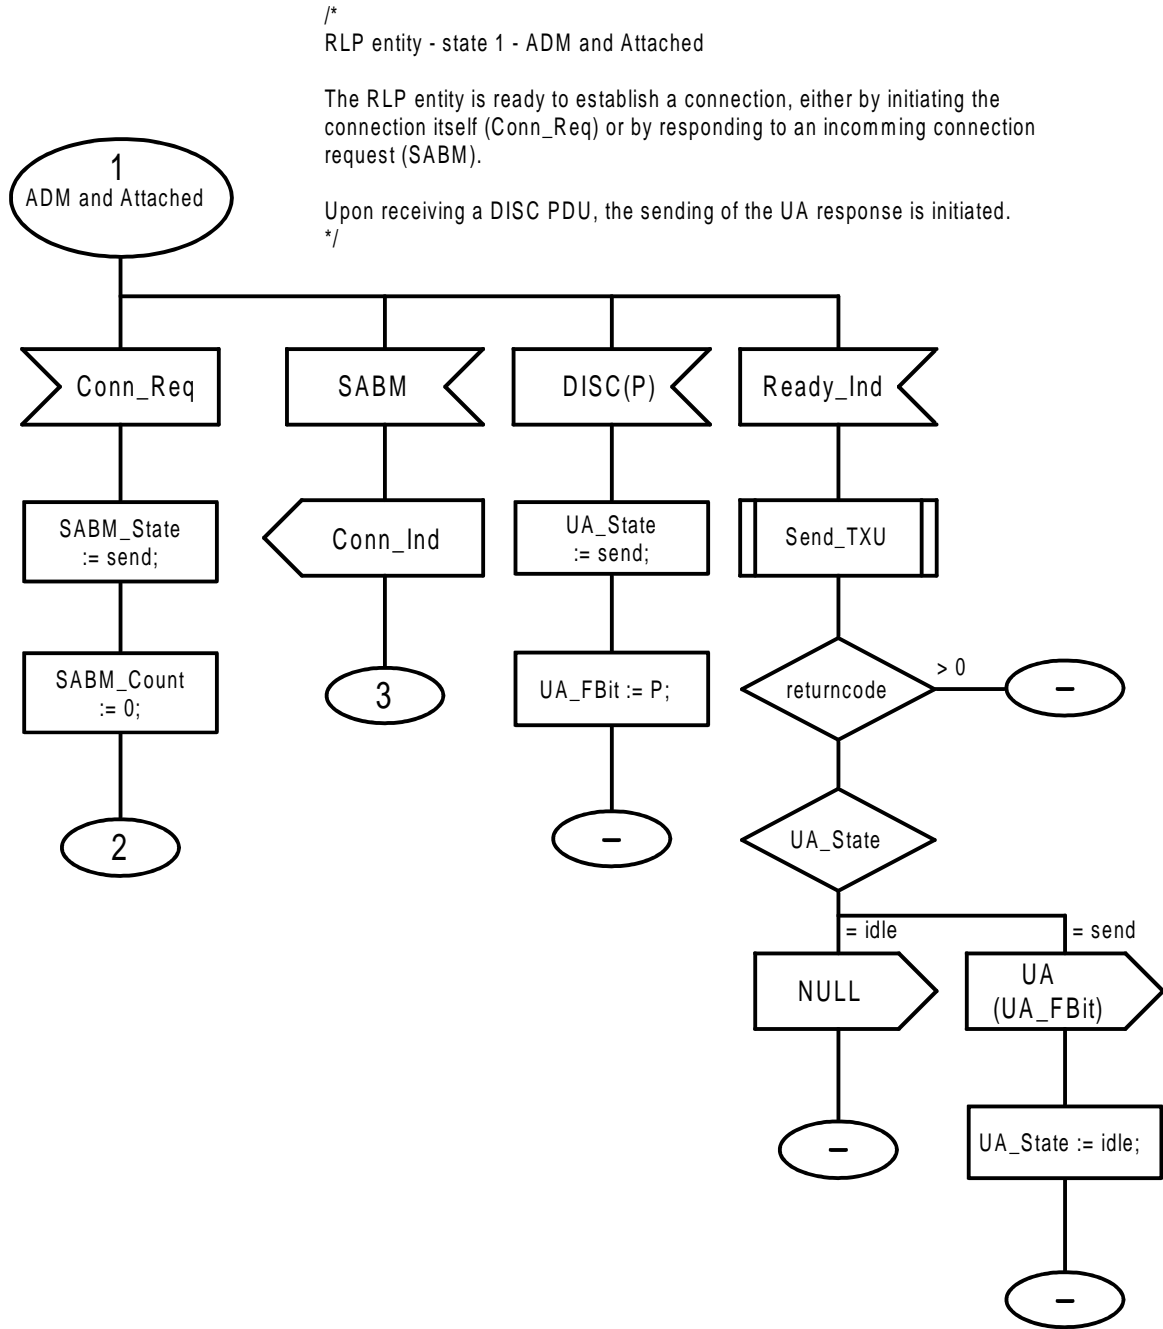 /*
RLP entity - state 1 - ADM and Attached
The RLP entity is ready to establish a connection, either by initiating the
connection itself (Conn_Req) or by responding to an incomming connection
request (SABM).
Upon receiving a DISC PDU, the sending of the UA response is initiated.
*/
1
ADM and Attached
Conn_Req
SABM
DISC(P)
Ready_Ind
SABM_State
:= send;
Conn_Ind
UA_State
:= send;
Send_TXU
SABM_Count
:= 0;
3
UA_FBit := P;
returncode
> 0
–
2
–
UA_State
= idle
= send
NULL
UA
(UA_FBit)
–
UA_State := idle;
–